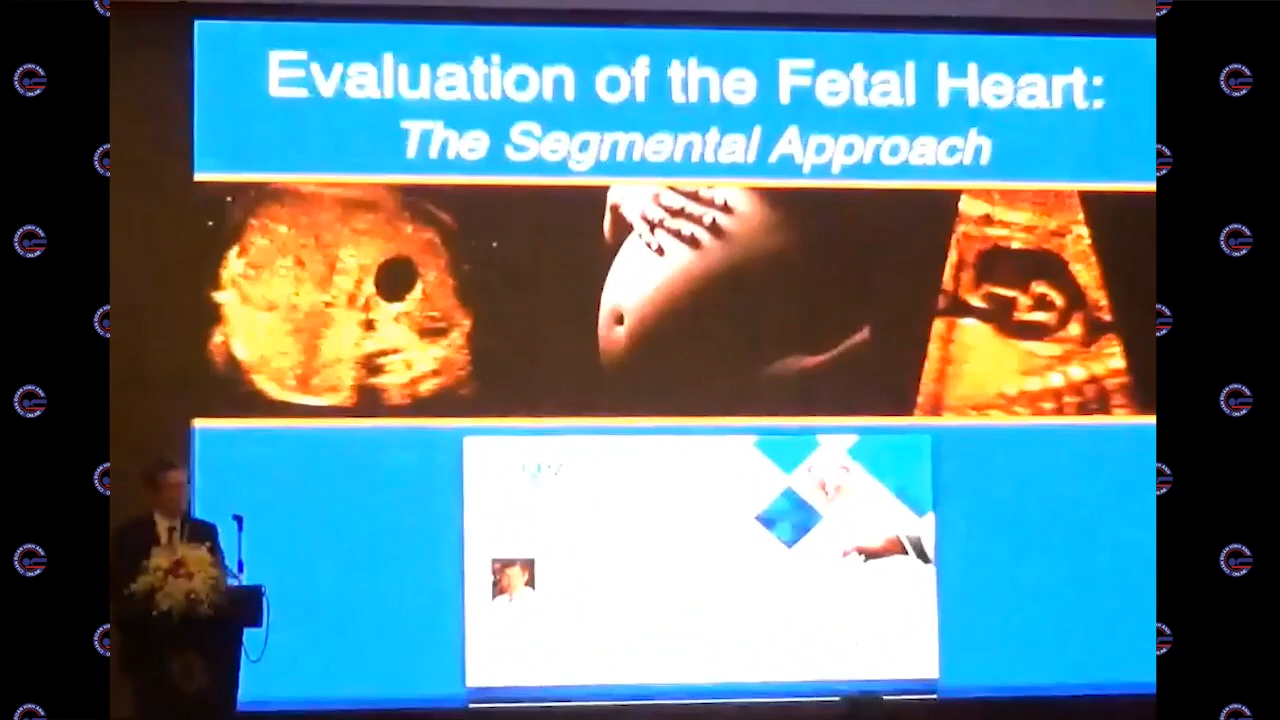 Evaluation of the Fetal Heart:
The Segmental Approach